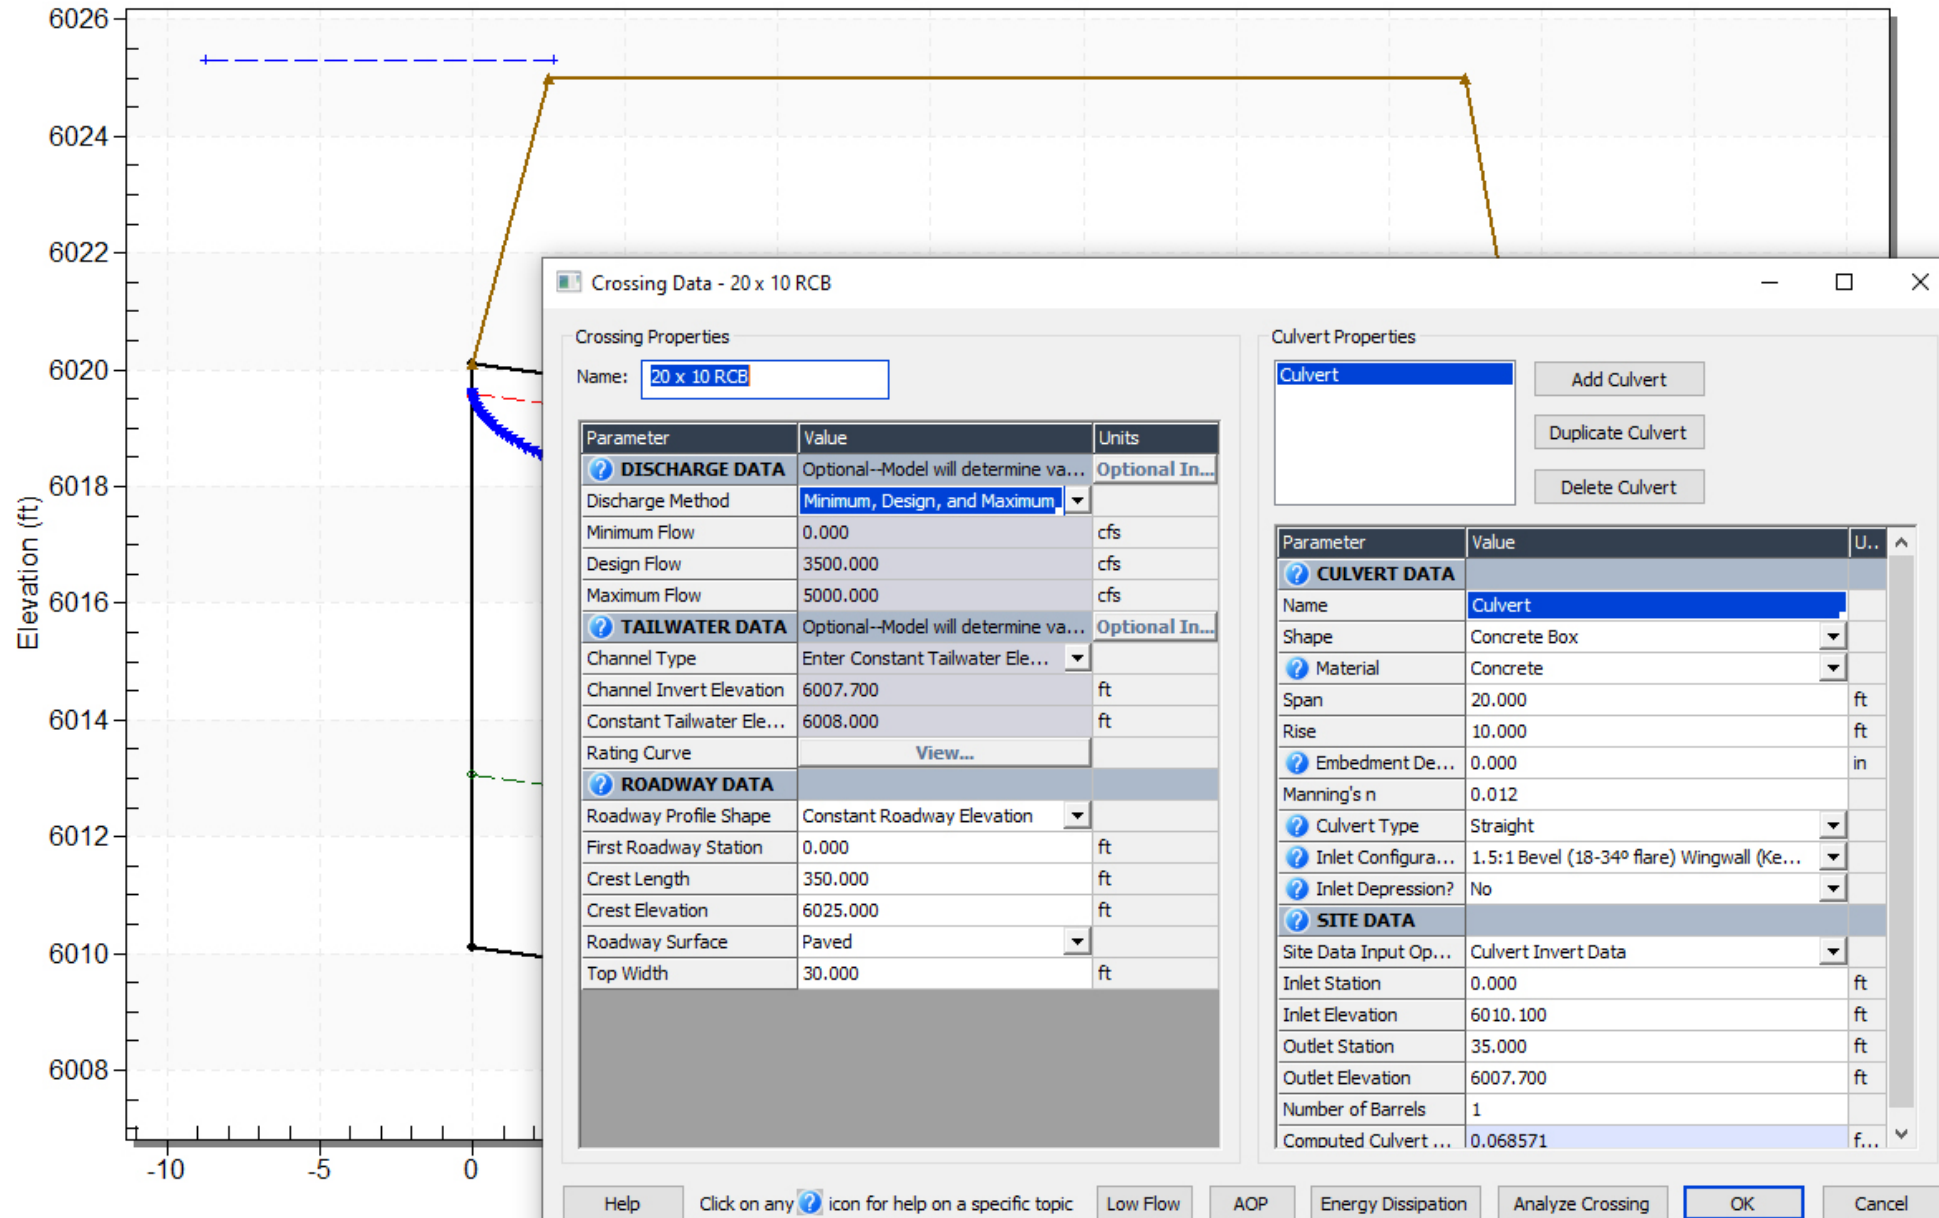 6026
6024
6022
6020
6018
6016
6014
6012
6010
6008
Elevation (ft)
-10
-5
0
Crossing Data - 20 x 10 RCB
Crossing Properties
Name: 20 x 10 RCB
Parameter Value Units
? DISCHARGE DATA Optional--Model will determine va... Optional In...
Discharge Method Minimum, Design, and Maximum
Minimum Flow 0.000 cfs
Design Flow 3500.000 cfs
Maximum Flow 5000.000 cfs
? TAILWATER DATA Optional--Model will determine va... Optional In...
Channel Type Enter Constant Tailwater Ele...
Channel Invert Elevation 6007.700 ft
Constant Tailwater Ele... 6008.000 ft
Rating Curve View...
? ROADWAY DATA
Roadway Profile Shape Constant Roadway Elevation
First Roadway Station 0.000 ft
Crest Length 350.000 ft
Crest Elevation 6025.000 ft
Roadway Surface Paved
Top Width 30.000 ft
Culvert Properties
Culvert
Add Culvert
Duplicate Culvert
Delete Culvert
Parameter Value U..
? CULVERT DATA
Name Culvert
Shape Concrete Box
? Material Concrete
Span 20.000 ft
Rise 10.000 ft
? Embedment De... 0.000 in
Manning's n 0.012
? Culvert Type Straight
? Inlet Configura... 1.5:1 Bevel (18-34º flare) Wingwall (Ke...
? Inlet Depression? No
? SITE DATA
Site Data Input Op... Culvert Invert Data
Inlet Station 0.000 ft
Inlet Elevation 6010.100 ft
Outlet Station 35.000 ft
Outlet Elevation 6007.700 ft
Number of Barrels 1
Computed Culvert ... 0.068571 f...
Help Click on any ? icon for help on a specific topic Low Flow AOP Energy Dissipation Analyze Crossing OK Cancel